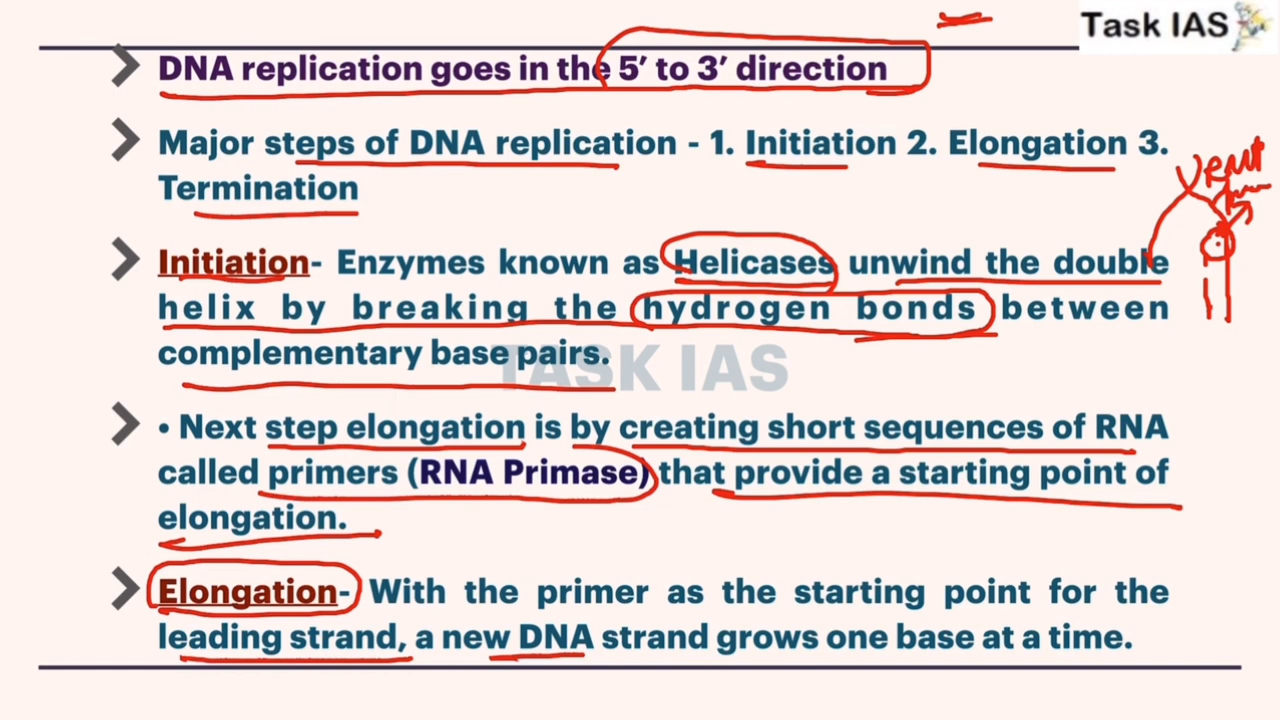 Task IAS
DNA replication goes in the 5’ to 3’ direction
Major steps of DNA replication - 1. Initiation 2. Elongation 3.
Termination
Initiation- Enzymes known as Helicases unwind the double
helix by breaking the hydrogen bonds between
complementary base pairs.
TASK IAS
• Next step elongation is by creating short sequences of RNA
called primers (RNA Primase) that provide a starting point of
elongation.
Elongation- With the primer as the starting point for the
leading strand, a new DNA strand grows one base at a time.